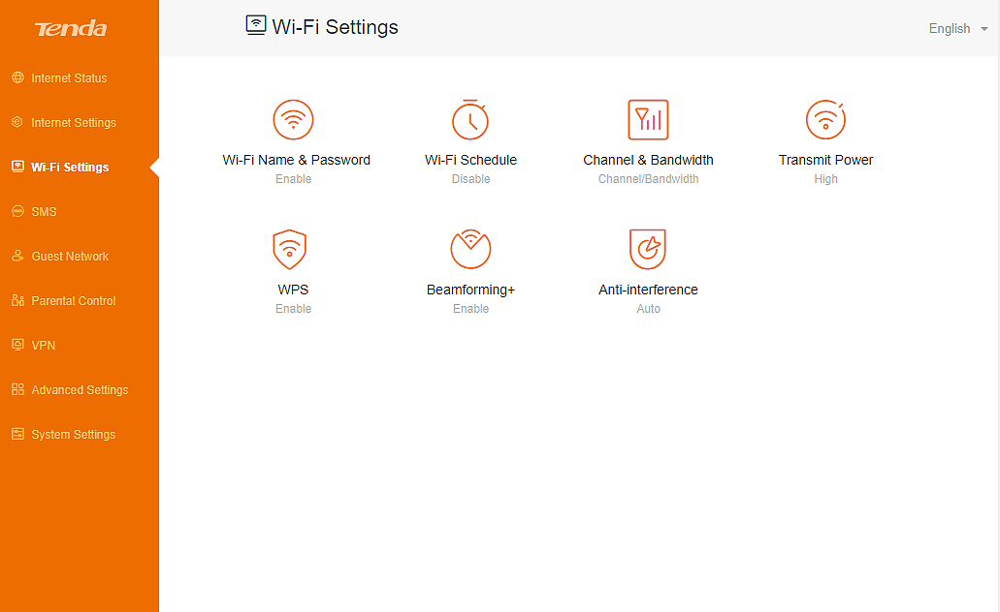 Tenda
Wi-Fi Settings
English
Internet Status
Internet Settings
Wi-Fi Settings
SMS
Guest Network
Parental Control
VPN
Advanced Settings
System Settings
Wi-Fi Name & Password
Enable
Wi-Fi Schedule
Disable
Channel & Bandwidth
Channel/Bandwidth
Transmit Power
High
WPS
Enable
Beamforming+
Enable
Anti-interference
Auto